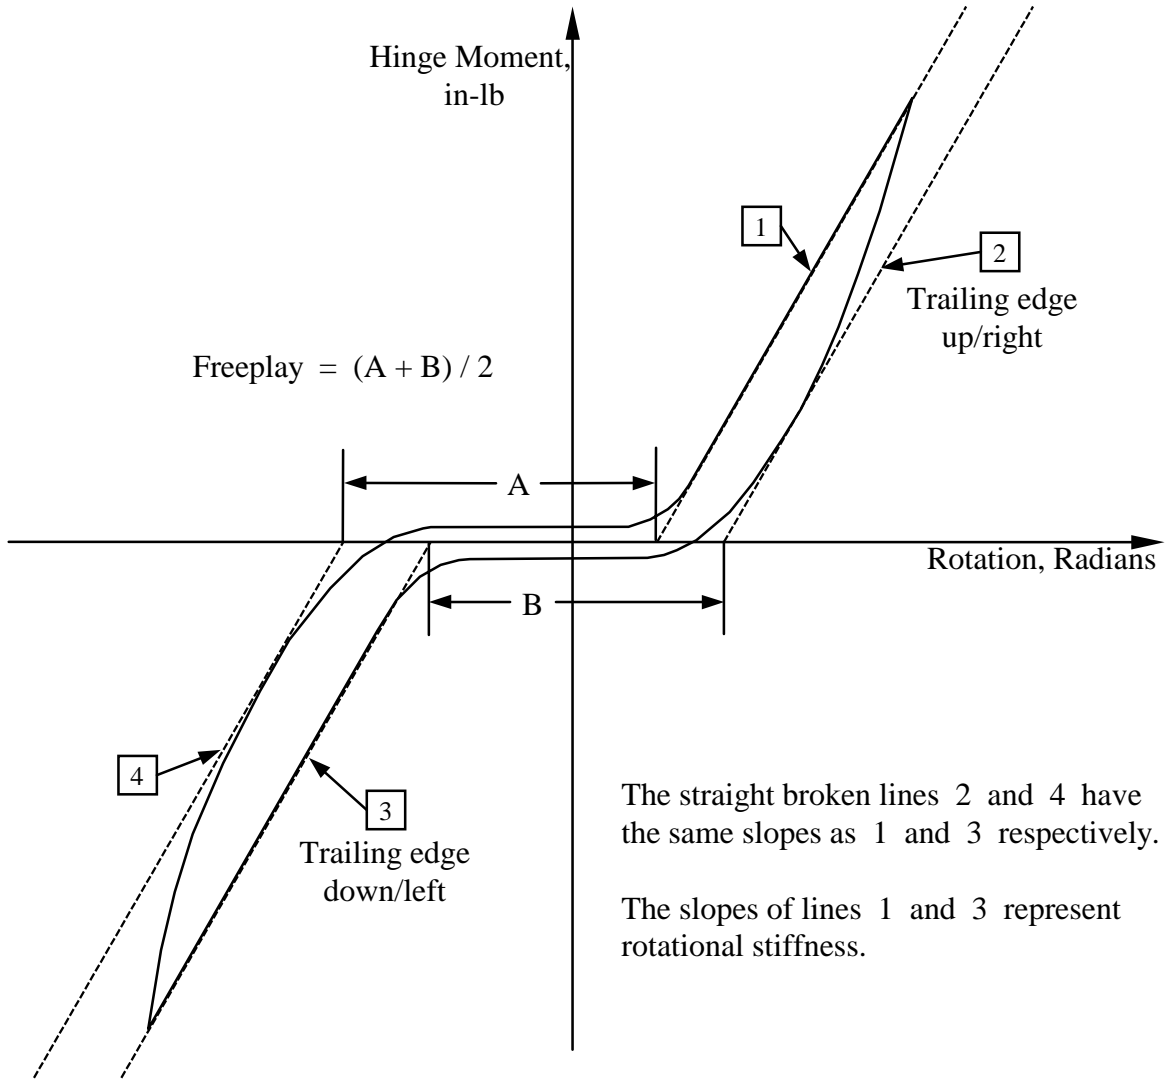 Hinge Moment,
in-lb
1
2
Trailing edge
up/right
Freeplay = (A + B) / 2
A
Rotation, Radians
B
4
3
Trailing edge
down/left
The straight broken lines 2 and 4 have
the same slopes as 1 and 3 respectively.
The slopes of lines 1 and 3 represent
rotational stiffness.